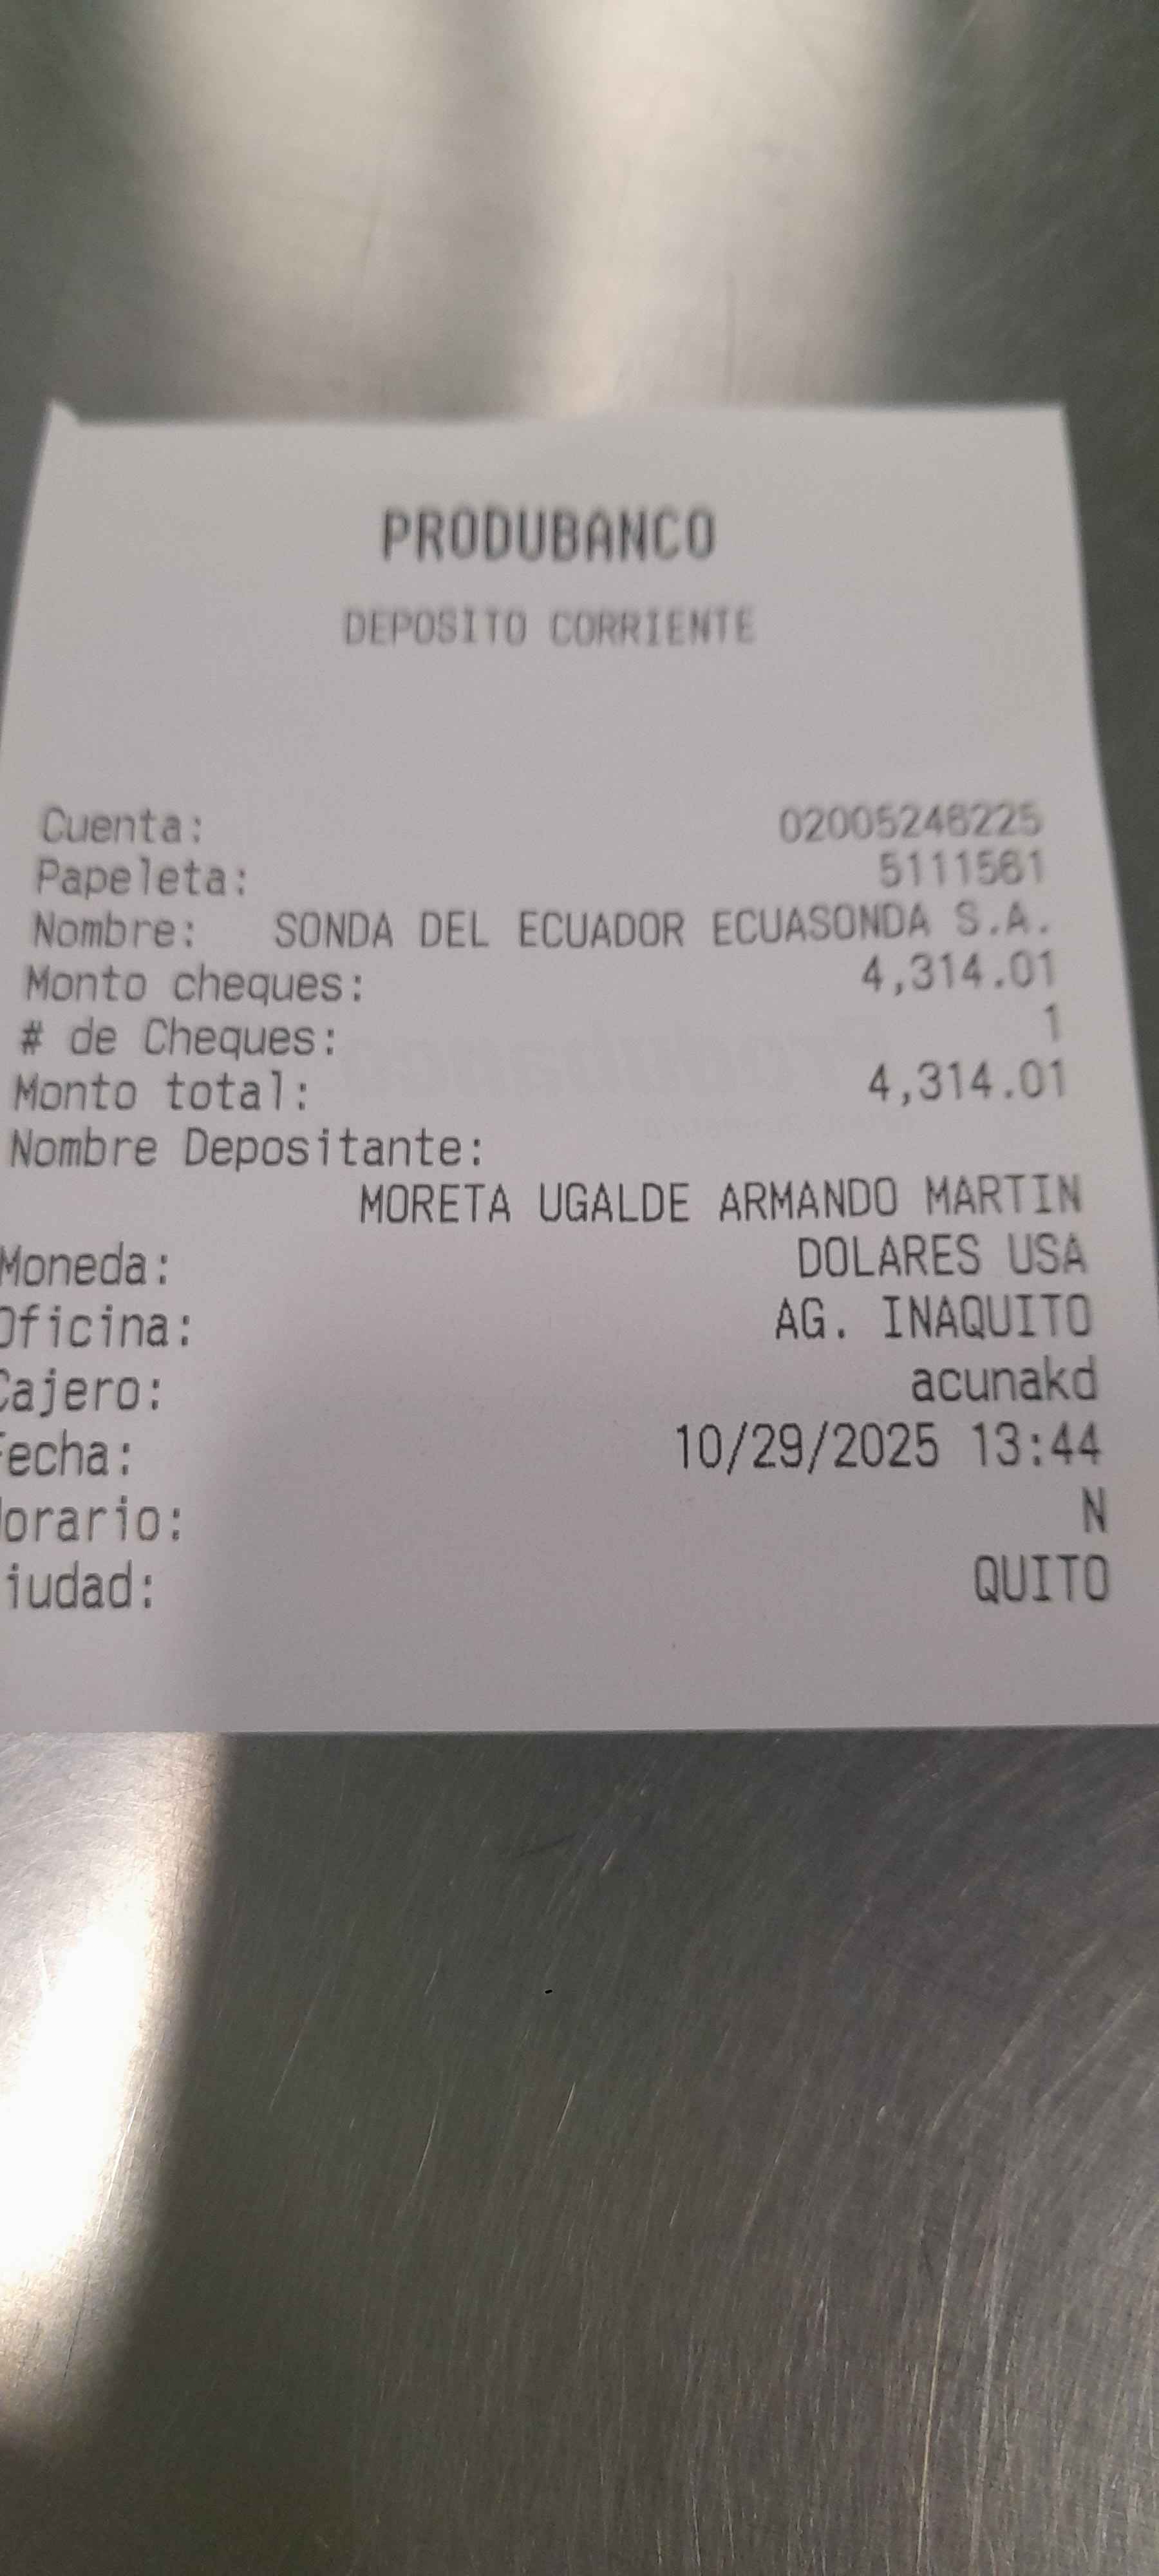 PRODUBANCO
DEPOSITO CORRIENTE
Cuenta: 02005246225
Papeleta: 5111561
Nombre: SONDA DEL ECUADOR ECUASONDA S.A.
Monto cheques: 4,314.01
# de Cheques: 1
Monto total: 4,314.01
Nombre Depositante:
MORETA UGALDE ARMANDO MARTIN
Moneda: DOLARES USA
Oficina: AG. INAQUITO
Cajero: acunakd
Fecha: 10/29/2025 13:44
orario: N
iudad: QUITO